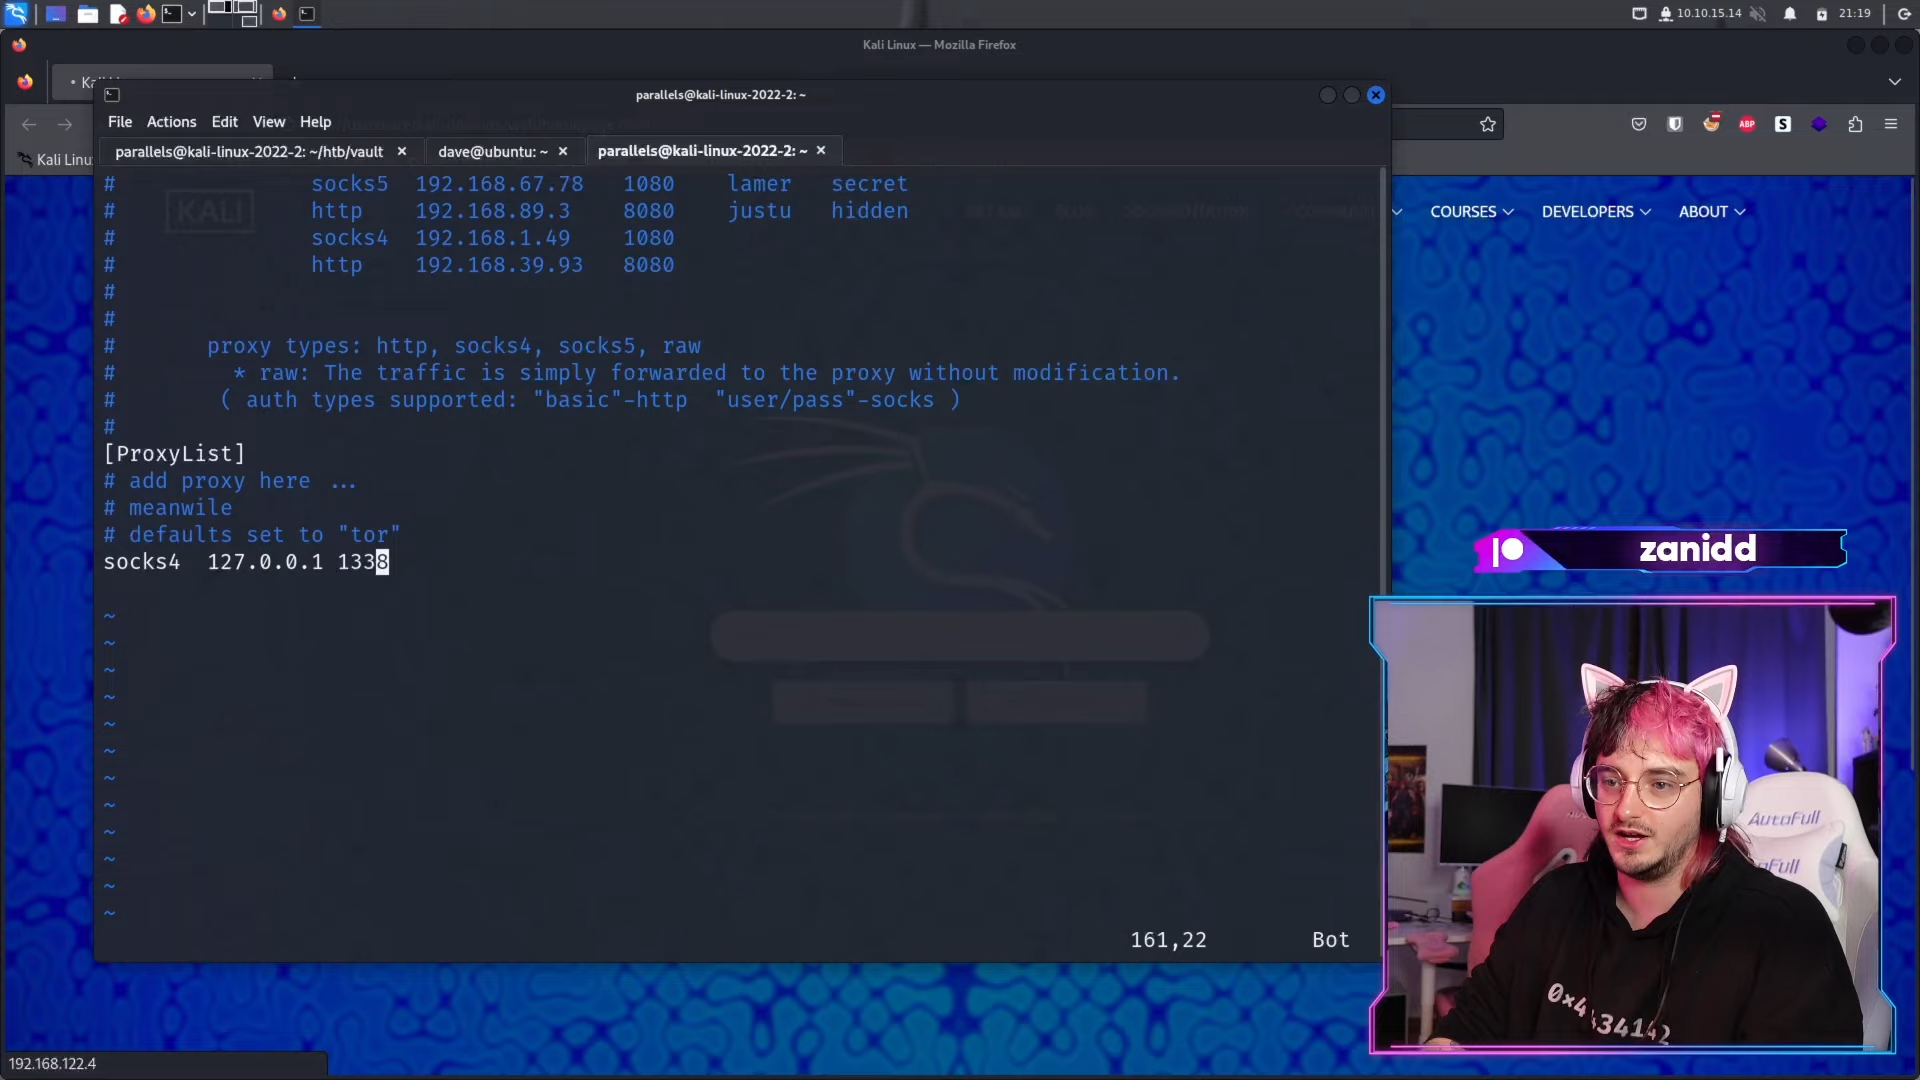 10.10.15.14
21:19
Kali Linux — Mozilla Firefox
parallels@kali-linux-2022-2: ~
File Actions Edit View Help
parallels@kali-linux-2022-2: ~/htb/vault
dave@ubuntu: ~
parallels@kali-linux-2022-2: ~
ABP
S
Kali Linu
KALI
COURSES DEVELOPERS ABOUT
# socks5 192.168.67.78 1080 lamer secret
# http 192.168.89.3 8080 justu hidden
# socks4 192.168.1.49 1080
# http 192.168.39.93 8080
#
#
# proxy types: http, socks4, socks5, raw
# * raw: The traffic is simply forwarded to the proxy without modification.
# ( auth types supported: "basic"-http "user/pass"-socks )
#
[ProxyList]
# add proxy here ...
# meanwile
# defaults set to "tor"
socks4 127.0.0.1 1338
~
~
~
~
~
~
~
~
~
~
~
~
161,22 Bot
zanidd
AutoFull
192.168.122.4